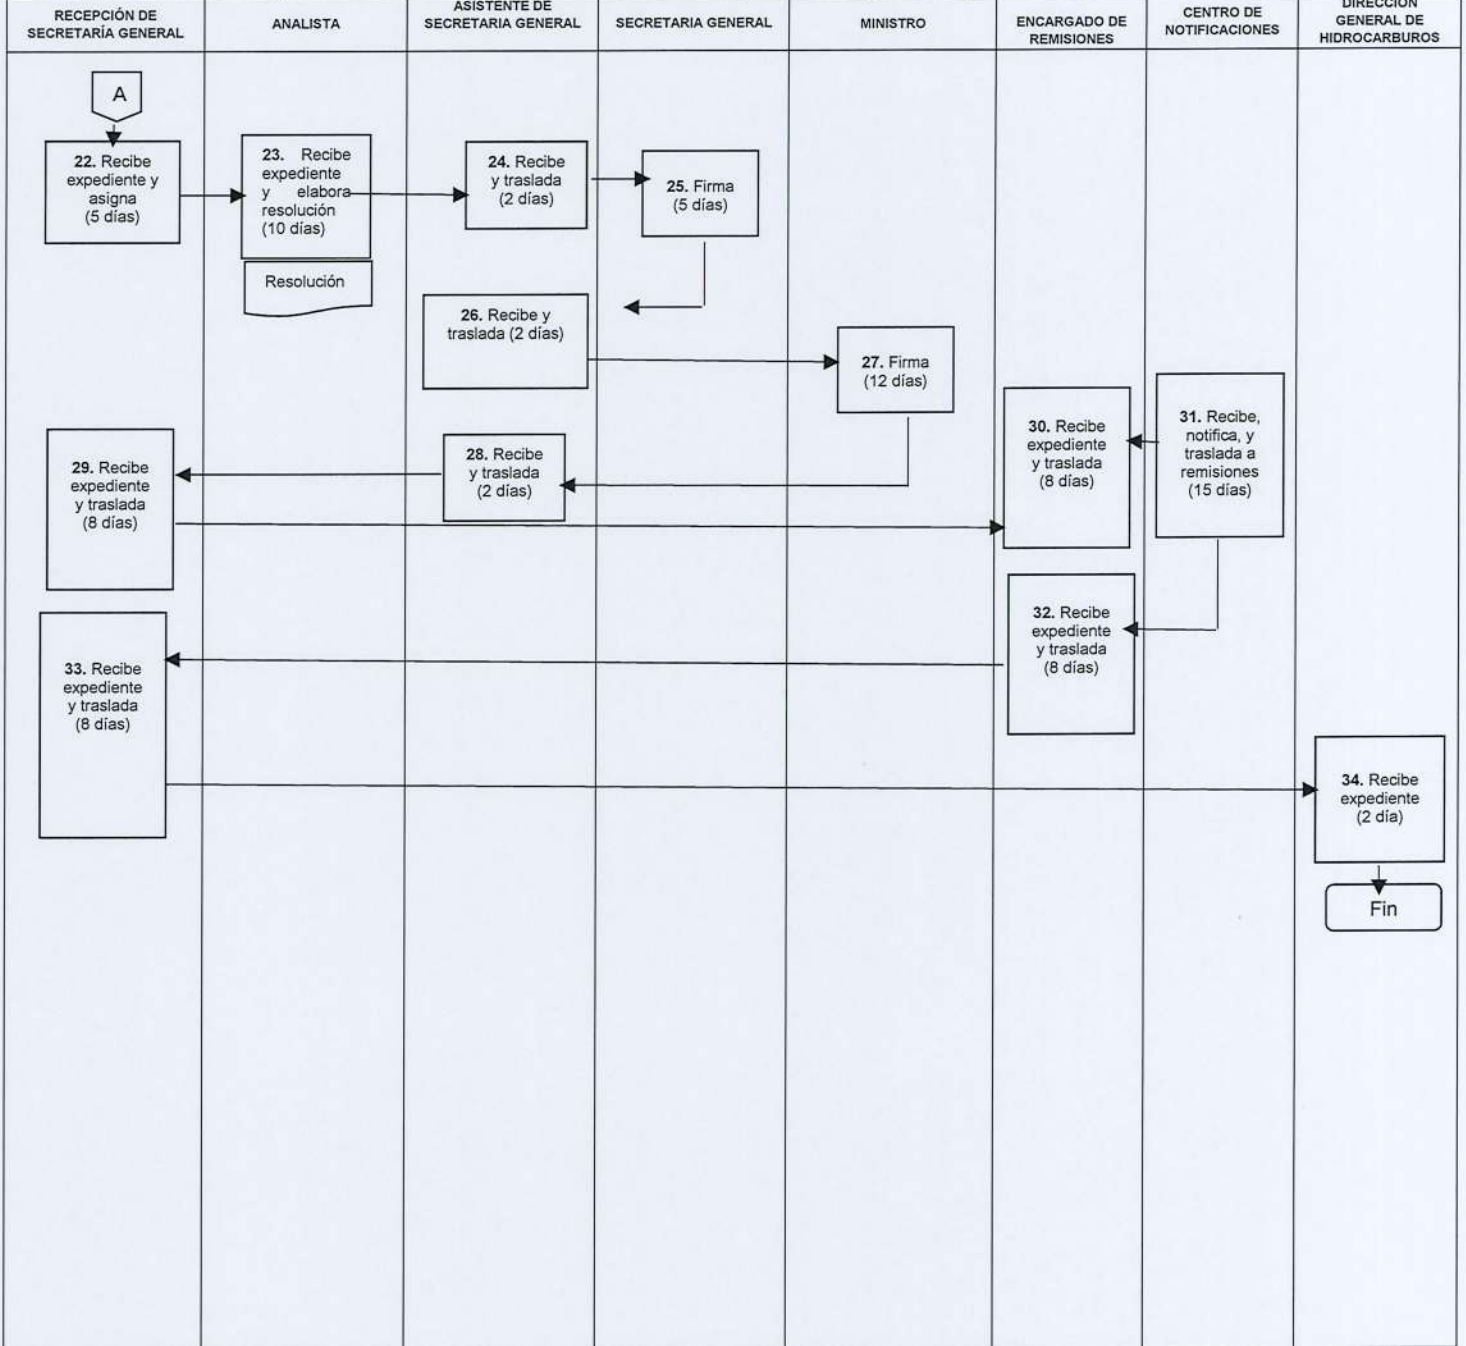 RECEPCIÓN DE
SECRETARÍA GENERAL
ANALISTA
ASISTENTE DE
SECRETARIA GENERAL
SECRETARIA GENERAL
MINISTRO
ENCARGADO DE
REMISIONES
CENTRO DE
NOTIFICACIONES
DIRECCIÓN
GENERAL DE
HIDROCARBUROS
A
22. Recibe
expediente y
asigna
(5 días)
23. Recibe
expediente
y elabora
resolución
(10 días)
Resolución
24. Recibe
y traslada
(2 días)
25. Firma
(5 días)
26. Recibe y
traslada (2 días)
27. Firma
(12 días)
28. Recibe
y traslada
(2 días)
29. Recibe
expediente
y traslada
(8 días)
30. Recibe
expediente
y traslada
(8 días)
31. Recibe,
notifica, y
traslada a
remisiones
(15 días)
32. Recibe
expediente
y traslada
(8 días)
33. Recibe
expediente
y traslada
(8 días)
34. Recibe
expediente
(2 día)
Fin